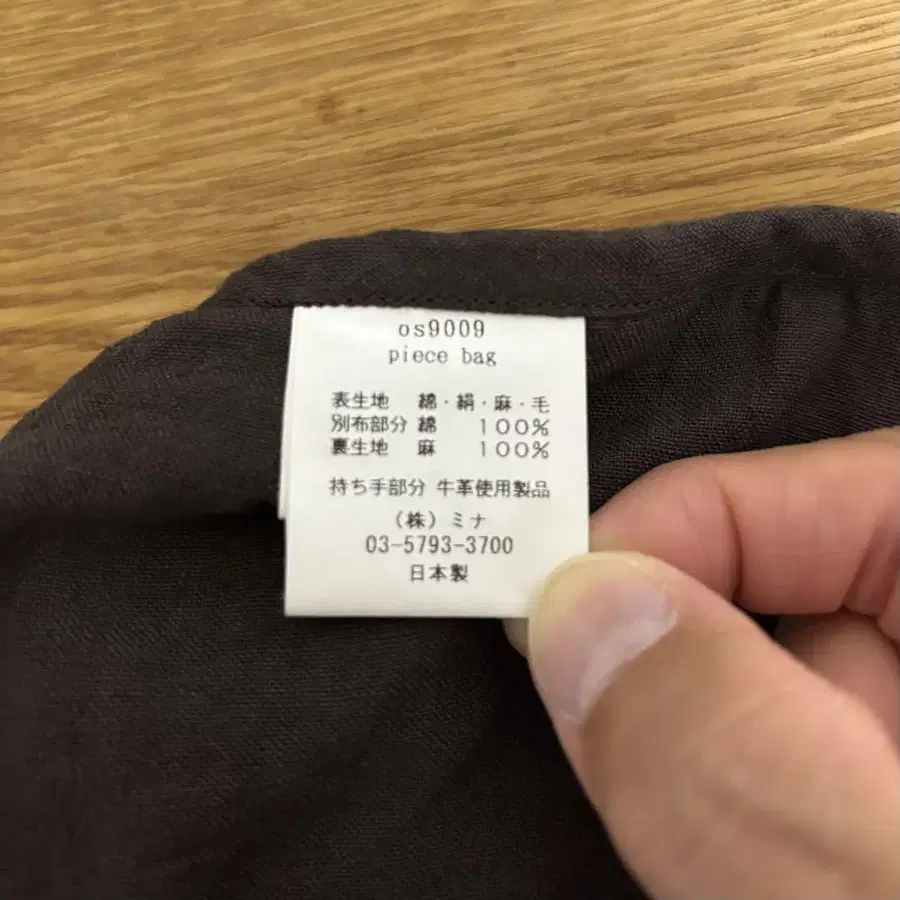 os9009
piece bag
表生地 綿・絹・麻・毛
別布部分 綿 100%
裏生地 麻 100%
持ち手部分 牛革使用製品
(株)ミナ
03-5793-3700
日本製